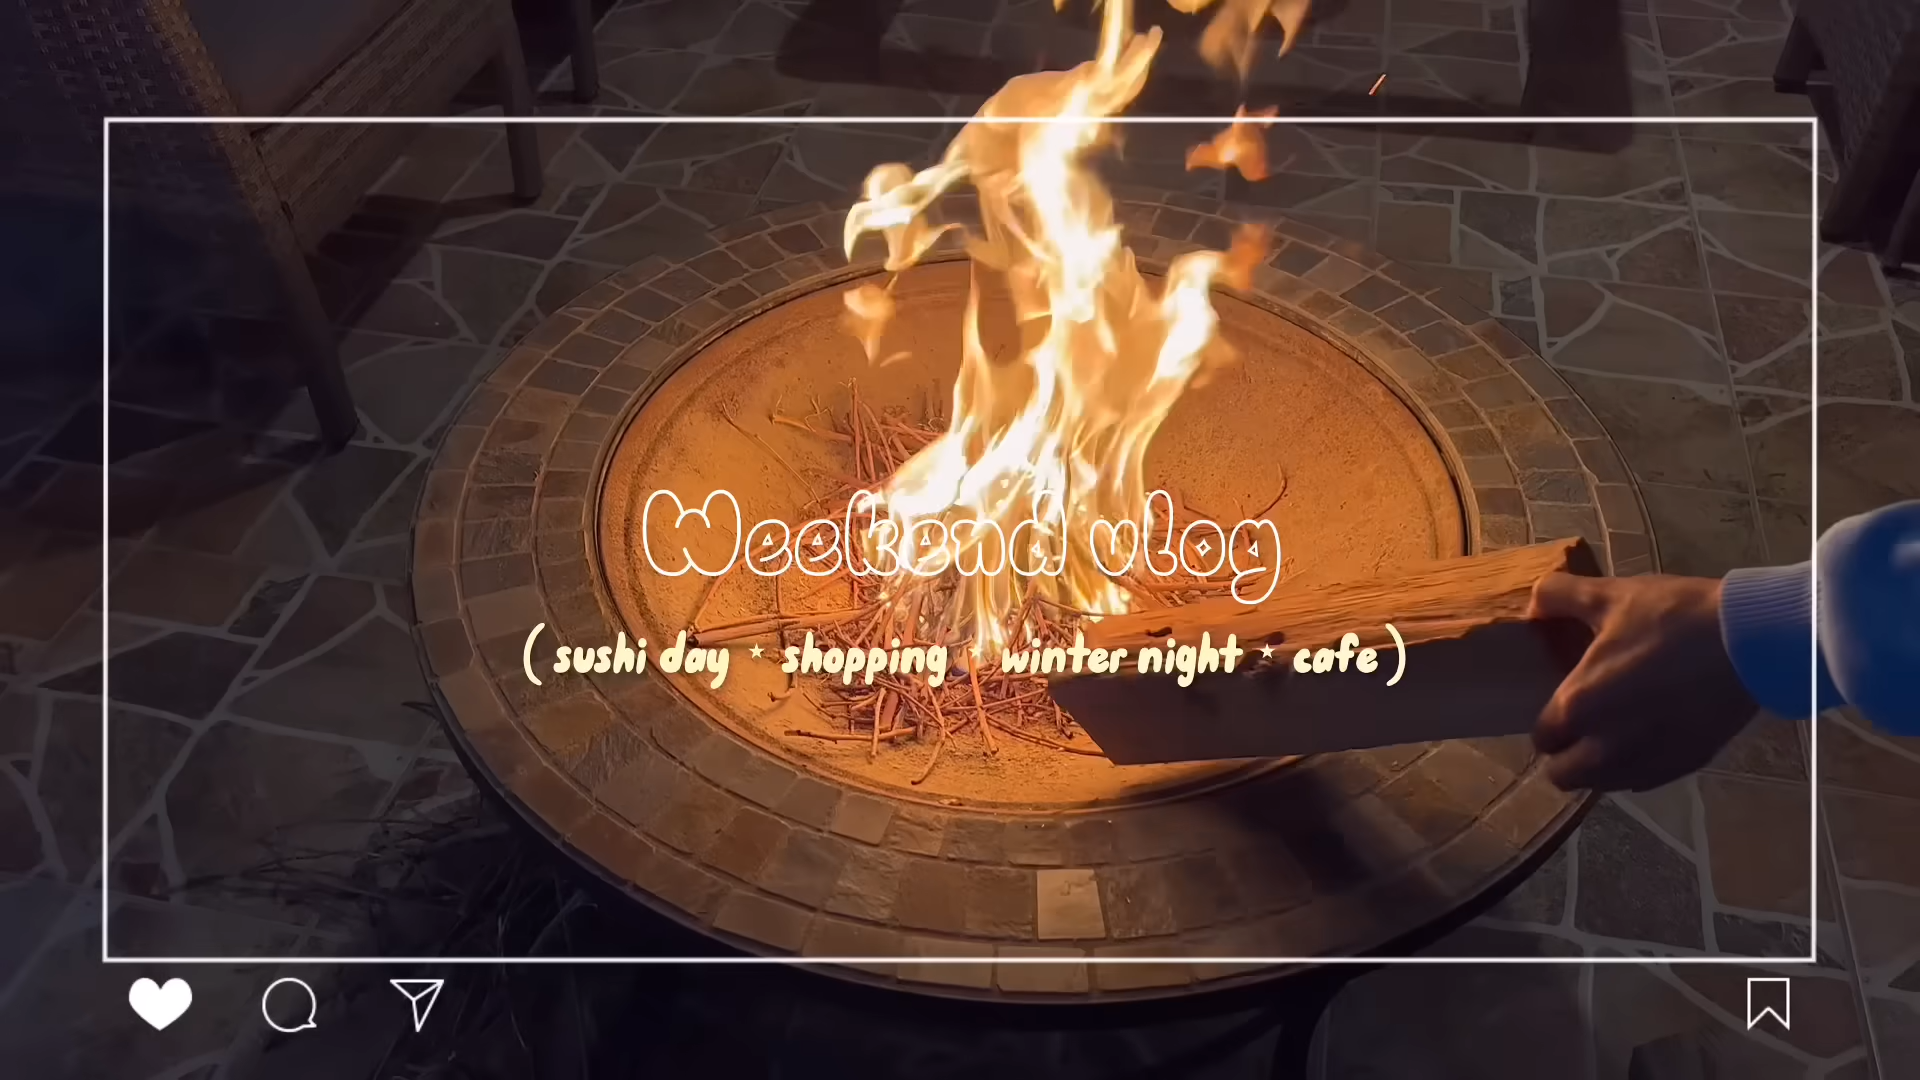 Weekend vlog
( sushi day * shopping * winter night * cafe )